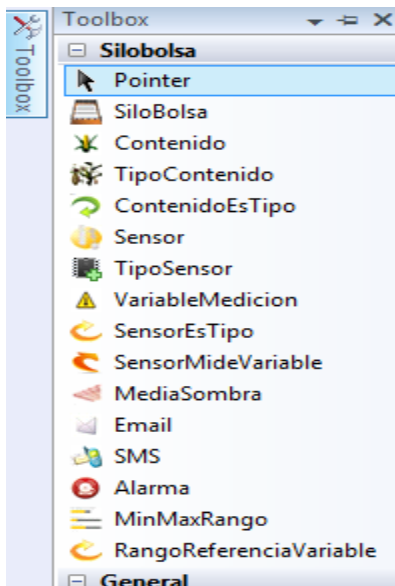 Toolbox
Toolbox
Silobolsa
Pointer
SiloBolsa
Contenido
TipoContenido
ContenidoEsTipo
Sensor
TipoSensor
VariableMedicion
SensorEsTipo
SensorMideVariable
MediaSombra
Email
SMS
Alarma
MinMaxRango
RangoReferenciaVariable
General